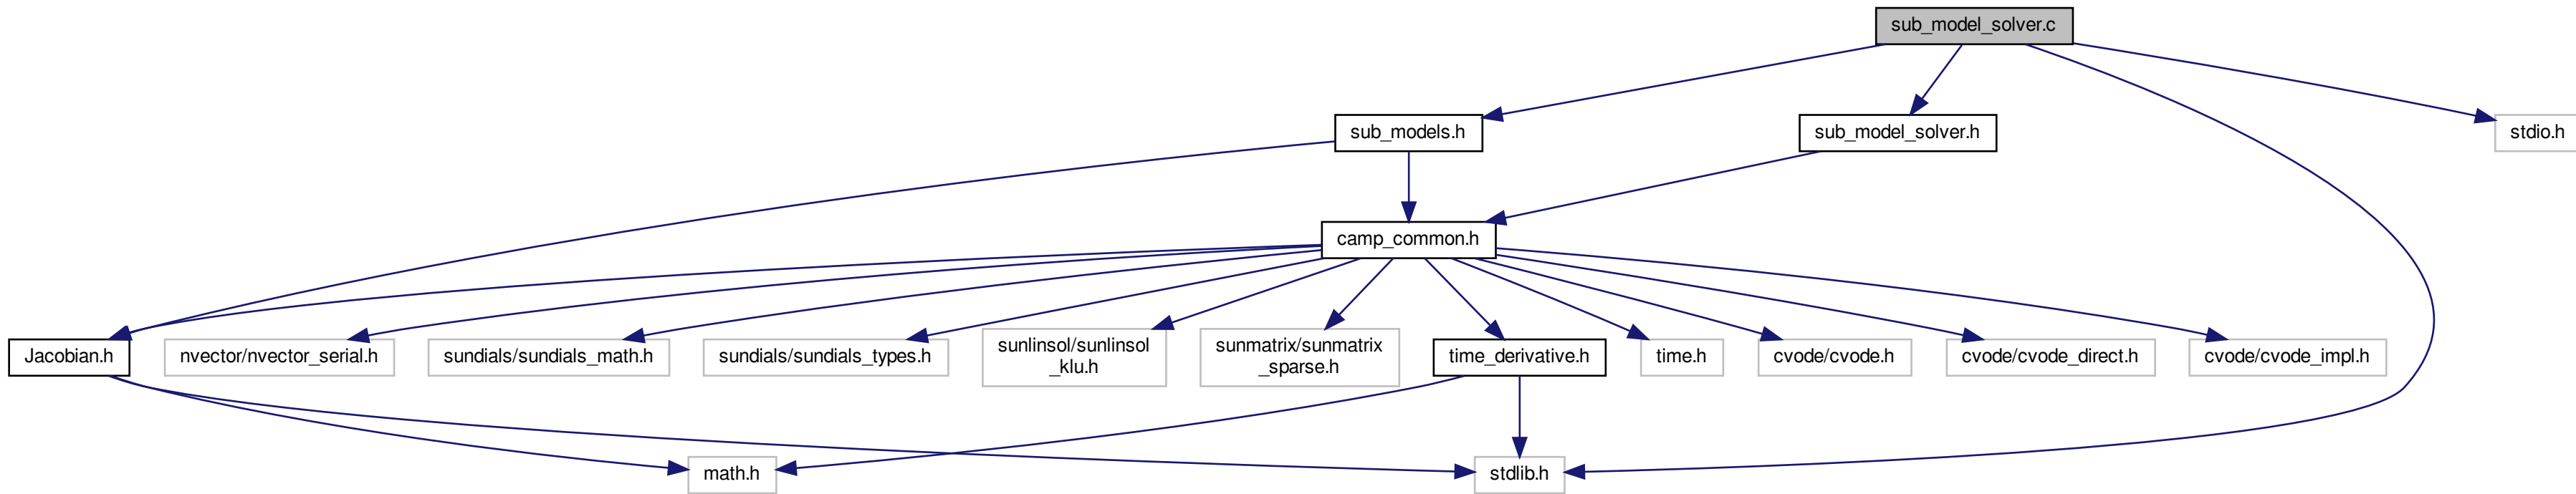 sub_model_solver.c
sub_models.h
sub_model_solver.h
stdio.h
camp_common.h
Jacobian.h
nvector/nvector_serial.h
sundials/sundials_math.h
sundials/sundials_types.h
sunlinsol/sunlinsol
_klu.h
sunmatrix/sunmatrix
_sparse.h
time_derivative.h
time.h
cvode/cvode.h
cvode/cvode_direct.h
cvode/cvode_impl.h
math.h
stdlib.h